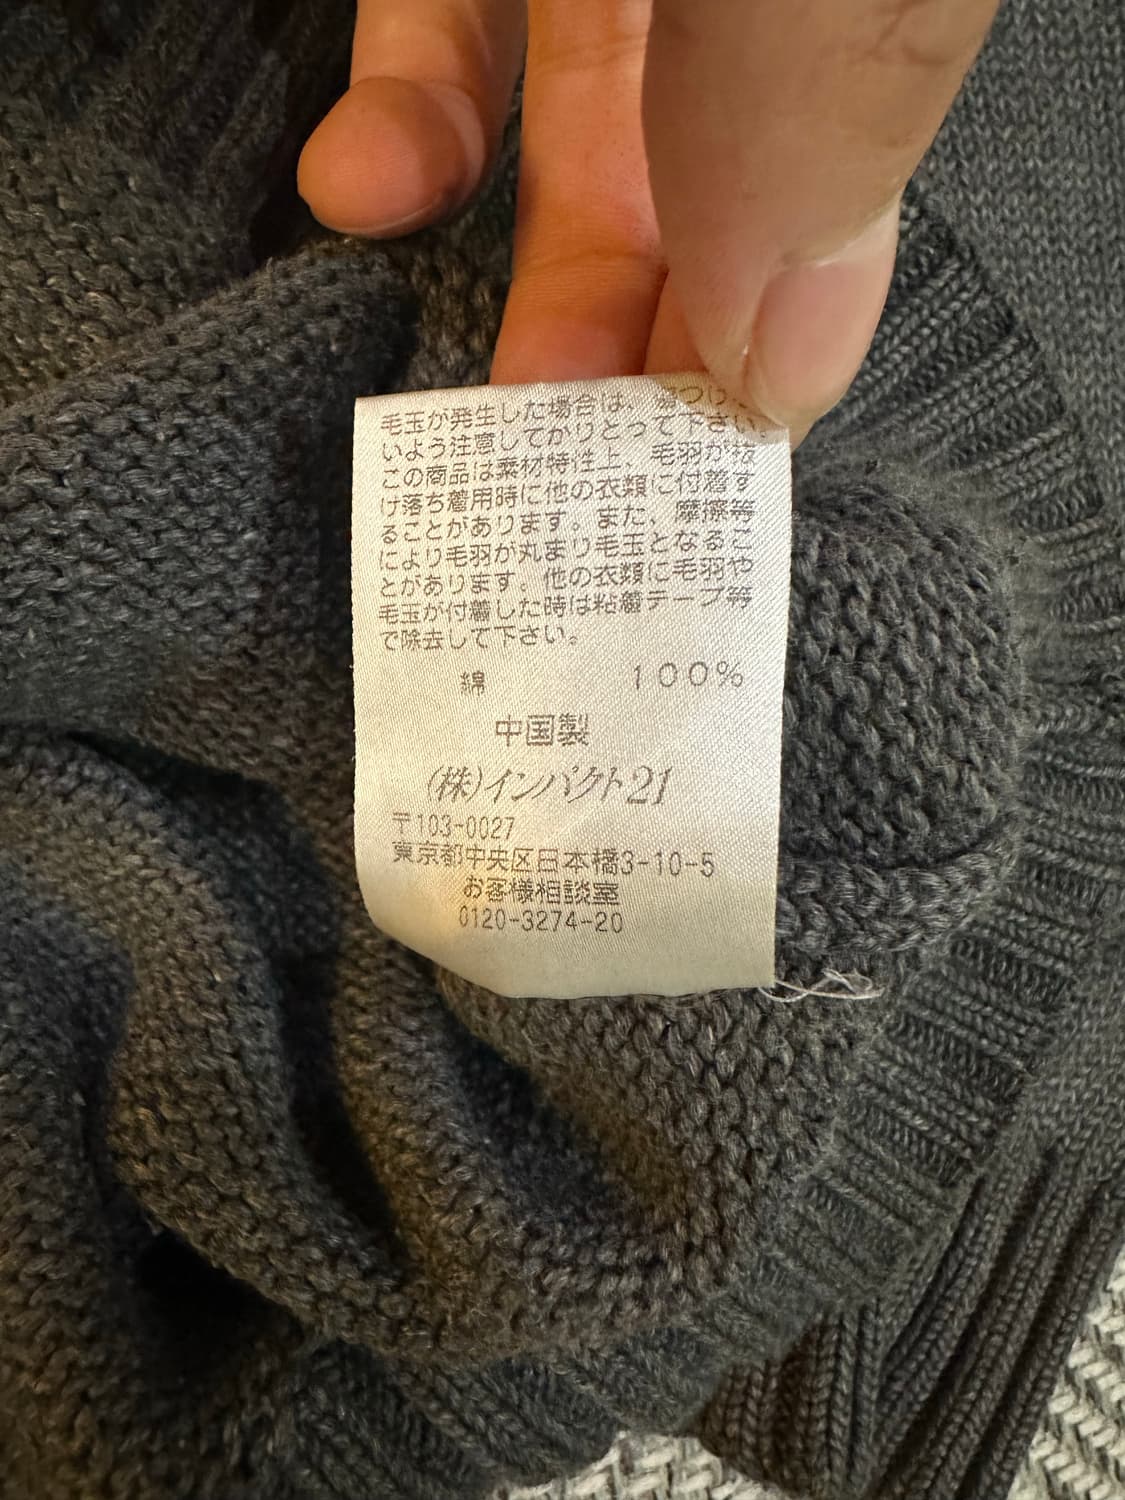 毛玉が発生した場合は、傷つけな
いよう注意してかりとって下さい。
この商品は素材特性上、毛羽が抜
け落ち着用時に他の衣類に付着す
ることがあります。また、摩擦等
により毛羽が丸まり毛玉となるこ
とがあります。他の衣類に毛羽や
毛玉が付着した時は粘着テープ等
で除去して下さい。
綿 100%
中国製
(株)インパクト21
〒103-0027
東京都中央区日本橋3-10-5
お客様相談室
0120-3274-20